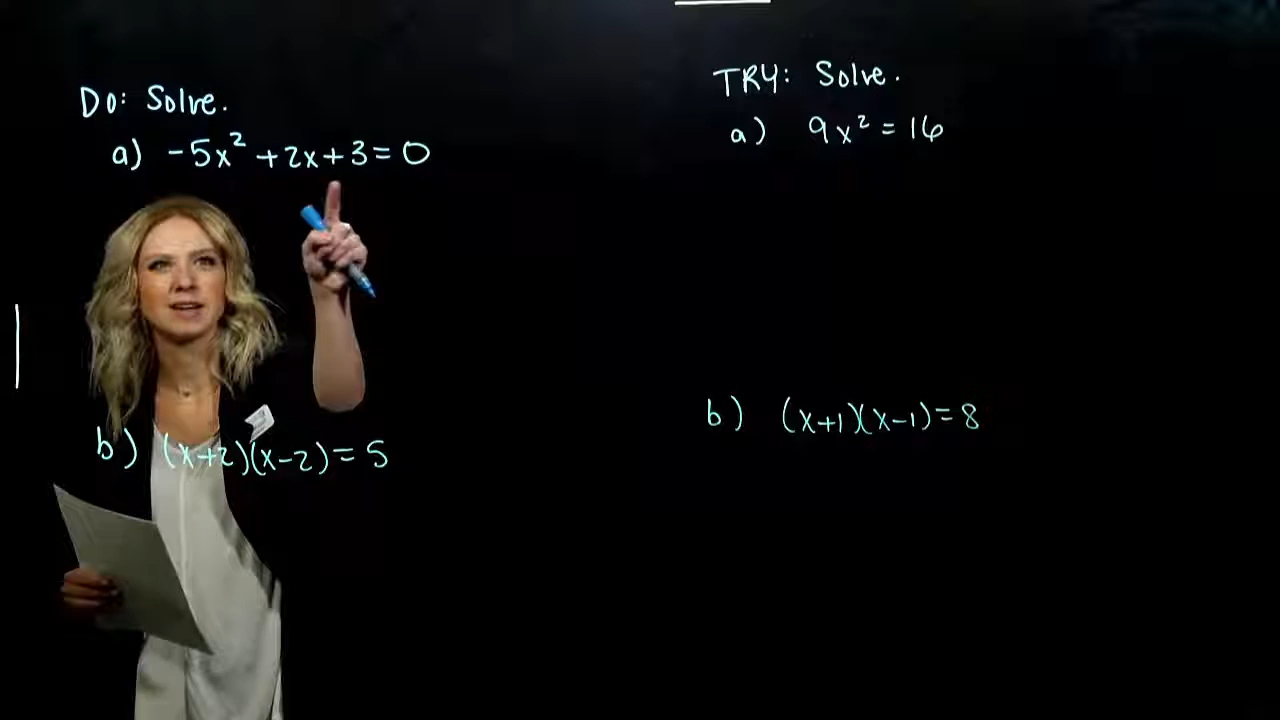 DO: Solve.
a) -5x² + 2x + 3 = 0
b) (x+2)(x-2) = 5
TRY: Solve.
a) 9x² = 16
b) (x+1)(x-1) = 8